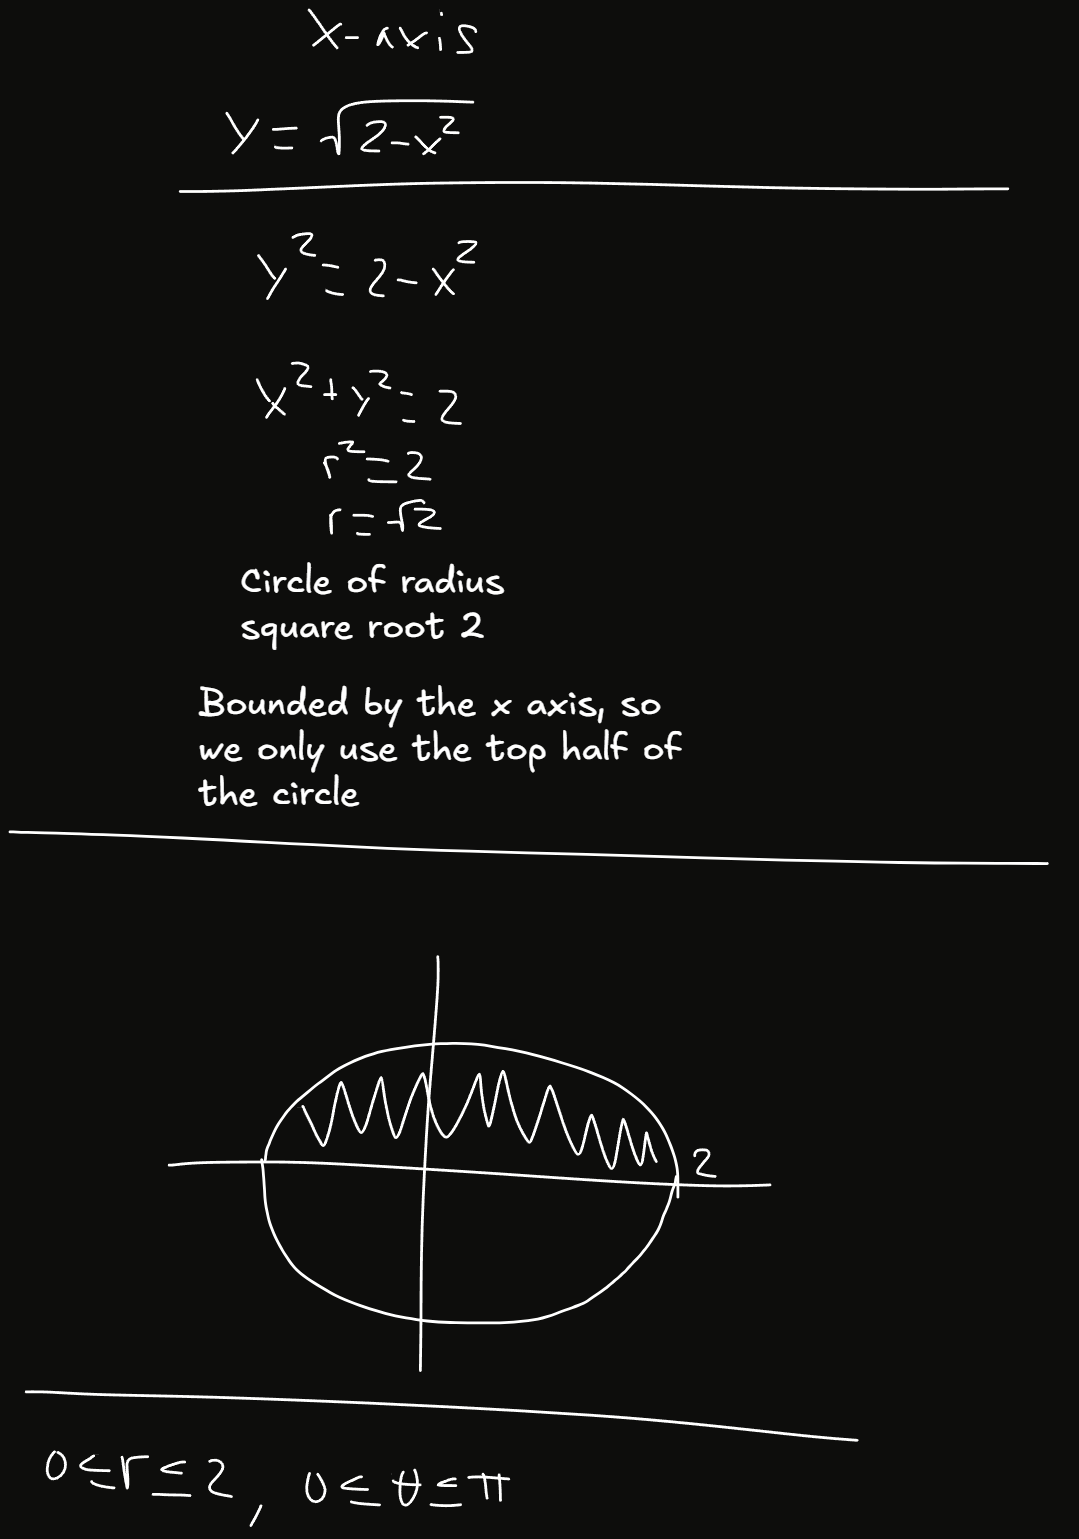 x-axis
y = √(2-x²)
y² = 2-x²
x² + y² = 2
r² = 2
r = √2
Circle of radius
square root 2
Bounded by the x axis, so
we only use the top half of
the circle
2
0 ≤ r ≤ 2, 0 ≤ θ ≤ π